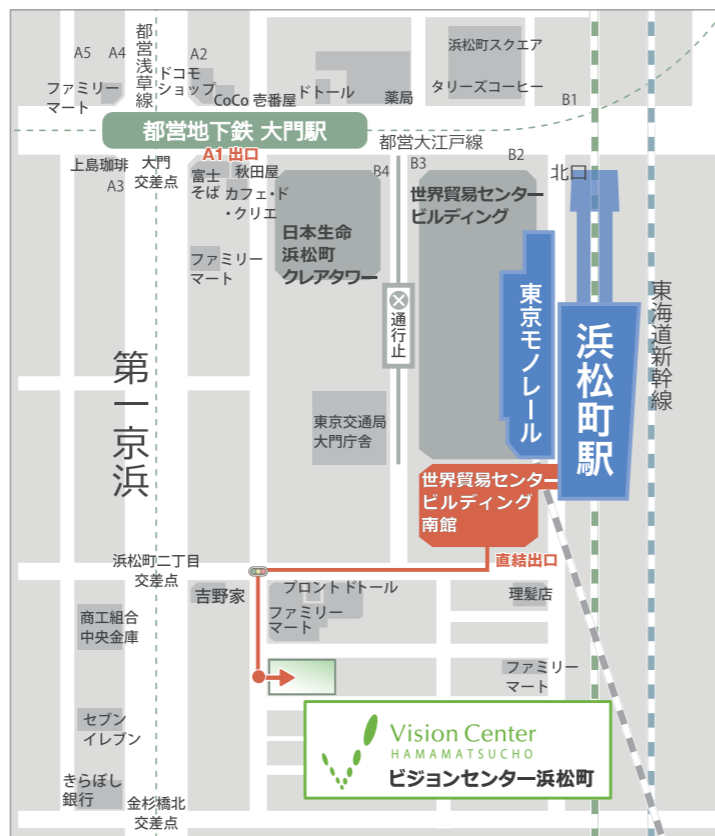 A5
A4
都営浅草線
A2
ドコモ
ショップ
ファミリー
マート
CoCo 壱番屋
ドトール
薬局
浜松町スクエア
タリーズコーヒー
B1
都営地下鉄 大門駅
都営大江戸線
A1 出口
上島珈琲
A3
大門
交差点
富士
そば
秋田屋
カフェ・ド
・クリエ
B4
B3
B2
北口
世界貿易センター
ビルディング
日本生命
浜松町
クレアタワー
ファミリー
マート
通行止
東京モノレール
浜松町駅
東海道新幹線
第一京浜
東京交通局
大門庁舎
世界貿易センター
ビルディング
南館
直結出口
浜松町二丁目
交差点
吉野家
プロントドトール
ファミリー
マート
理髪店
商工組合
中央金庫
ファミリー
マート
セブン
イレブン
きらぼし
銀行
金杉橋北
交差点
Vision Center
HAMAMATSUCHO
ビジョンセンター浜松町